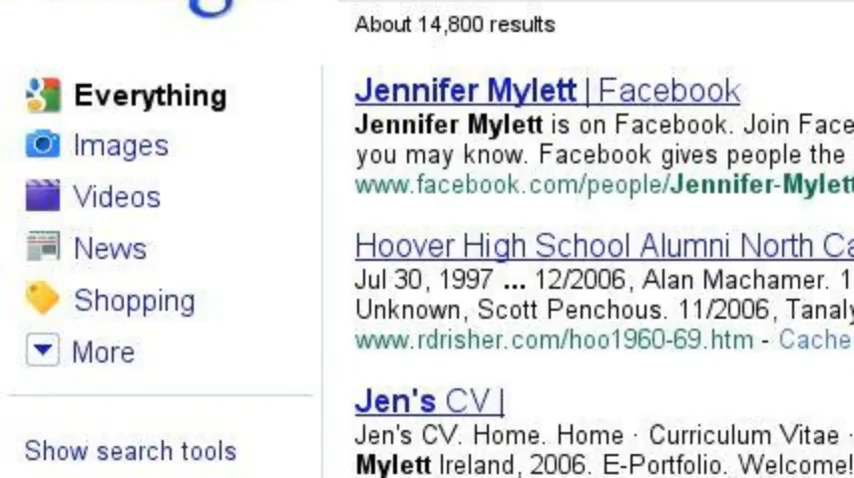 About 14,800 results
Everything
Images
Videos
News
Shopping
More
Show search tools
Jennifer Mylett | Facebook
Jennifer Mylett is on Facebook. Join Face
you may know. Facebook gives people the
www.facebook.com/people/Jennifer-Mylett
Hoover High School Alumni North Ca
Jul 30, 1997 ... 12/2006, Alan Machamer. 1
Unknown, Scott Penchous. 11/2006, Tanaly
www.rdrisher.com/hoo1960-69.htm - Cache
Jen's CV |
Jen's CV. Home. Home · Curriculum Vitae ·
Mylett Ireland, 2006. E-Portfolio. Welcome!